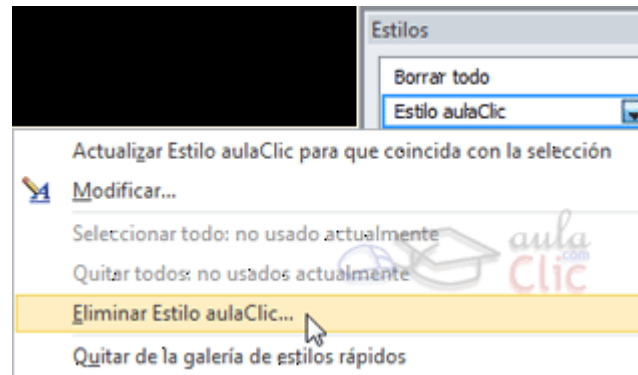 Estilos
Borrar todo
Estilo aulaClic
Actualizar Estilo aulaClic para que coincida con la selección
Modificar...
Seleccionar todo: no usado actualmente
Quitar todos: no usados actualmente
aula
.com
Clic
Eliminar Estilo aulaClic...
Quitar de la galería de estilos rápidos